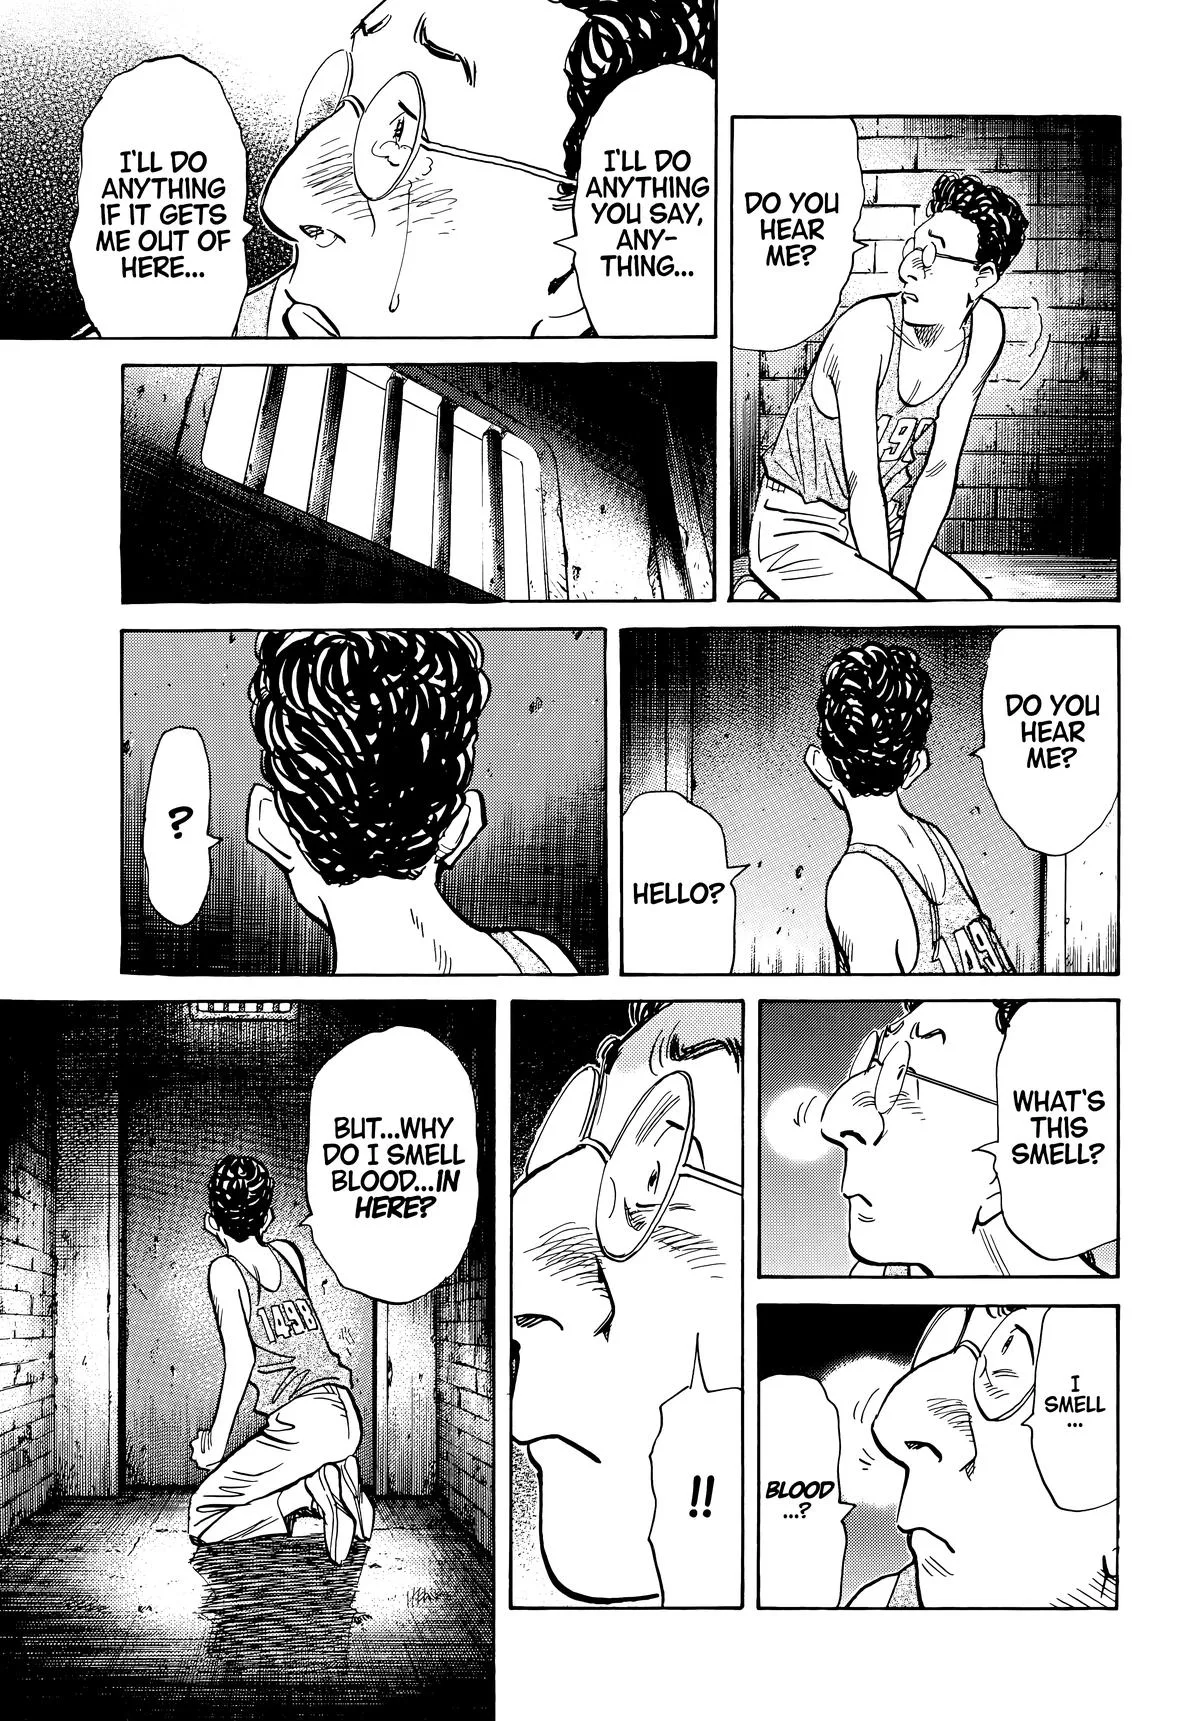 DO YOU
HEAR
ME?
I'LL DO
ANYTHING
YOU SAY,
ANY-
THING...
I'LL DO
ANYTHING
IF IT GETS
ME OUT OF
HERE...
149
DO YOU
HEAR
ME?
HELLO?
1498
?
WHAT'S
THIS
SMELL?
I
SMELL
...
BLOOD
...?
!!
BUT...WHY
DO I SMELL
BLOOD...IN
HERE?
1498